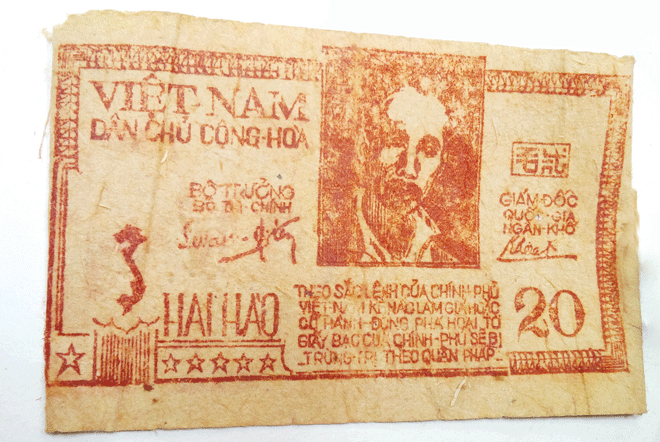 VIỆT-NAM
DÂN CHỦ CỘNG-HÒA
BỘ TRƯỞNG
BỘ TÀI-CHÍNH
GIÁM-ĐỐC
QUỐC-GIA
NGÂN-KHỐ
HAI HÀO
THEO SẮC LỆNH CỦA CHÍNH PHỦ
VIỆT-NAM KẺ NÀO LÀM GIẢ HOẶC
CÓ HÀNH-ĐỘNG PHÁ HOẠI TỜ
GIẤY BẠC CỦA CHÍNH-PHỦ SẼ BỊ
TRỪNG TRỊ THEO QUÂN PHÁP
20